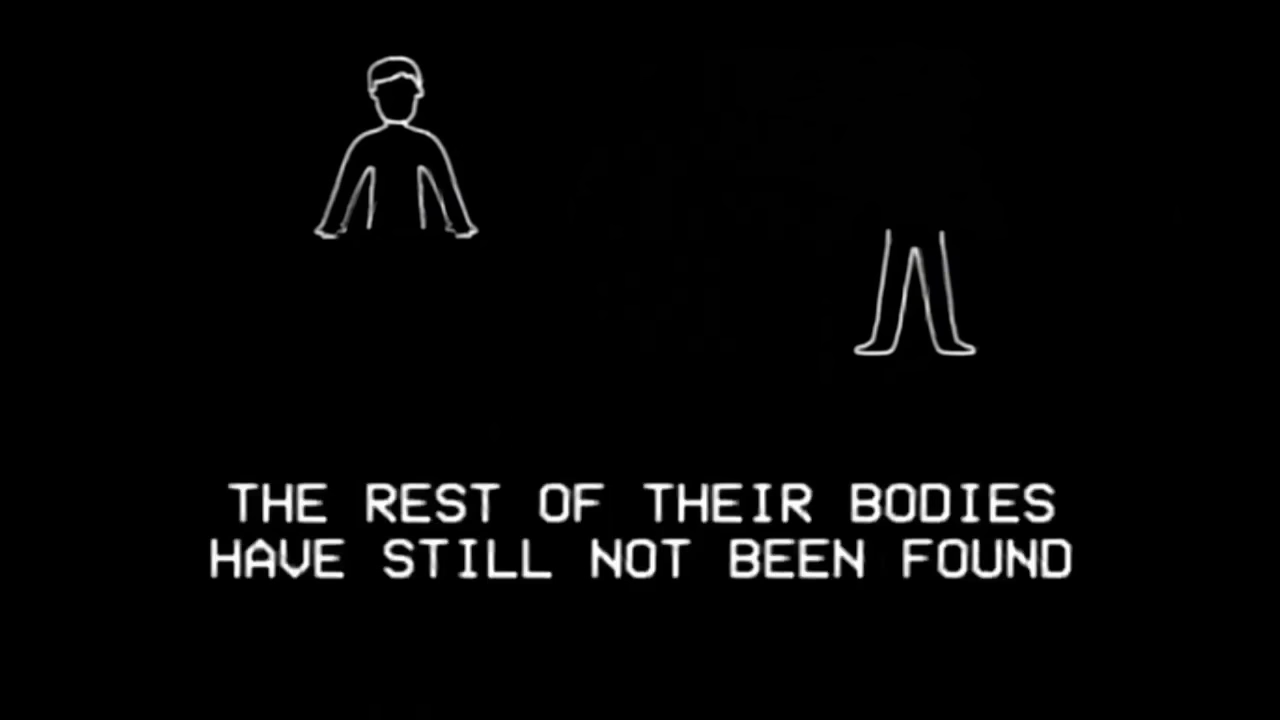 THE REST OF THEIR BODIES
HAVE STILL NOT BEEN FOUND